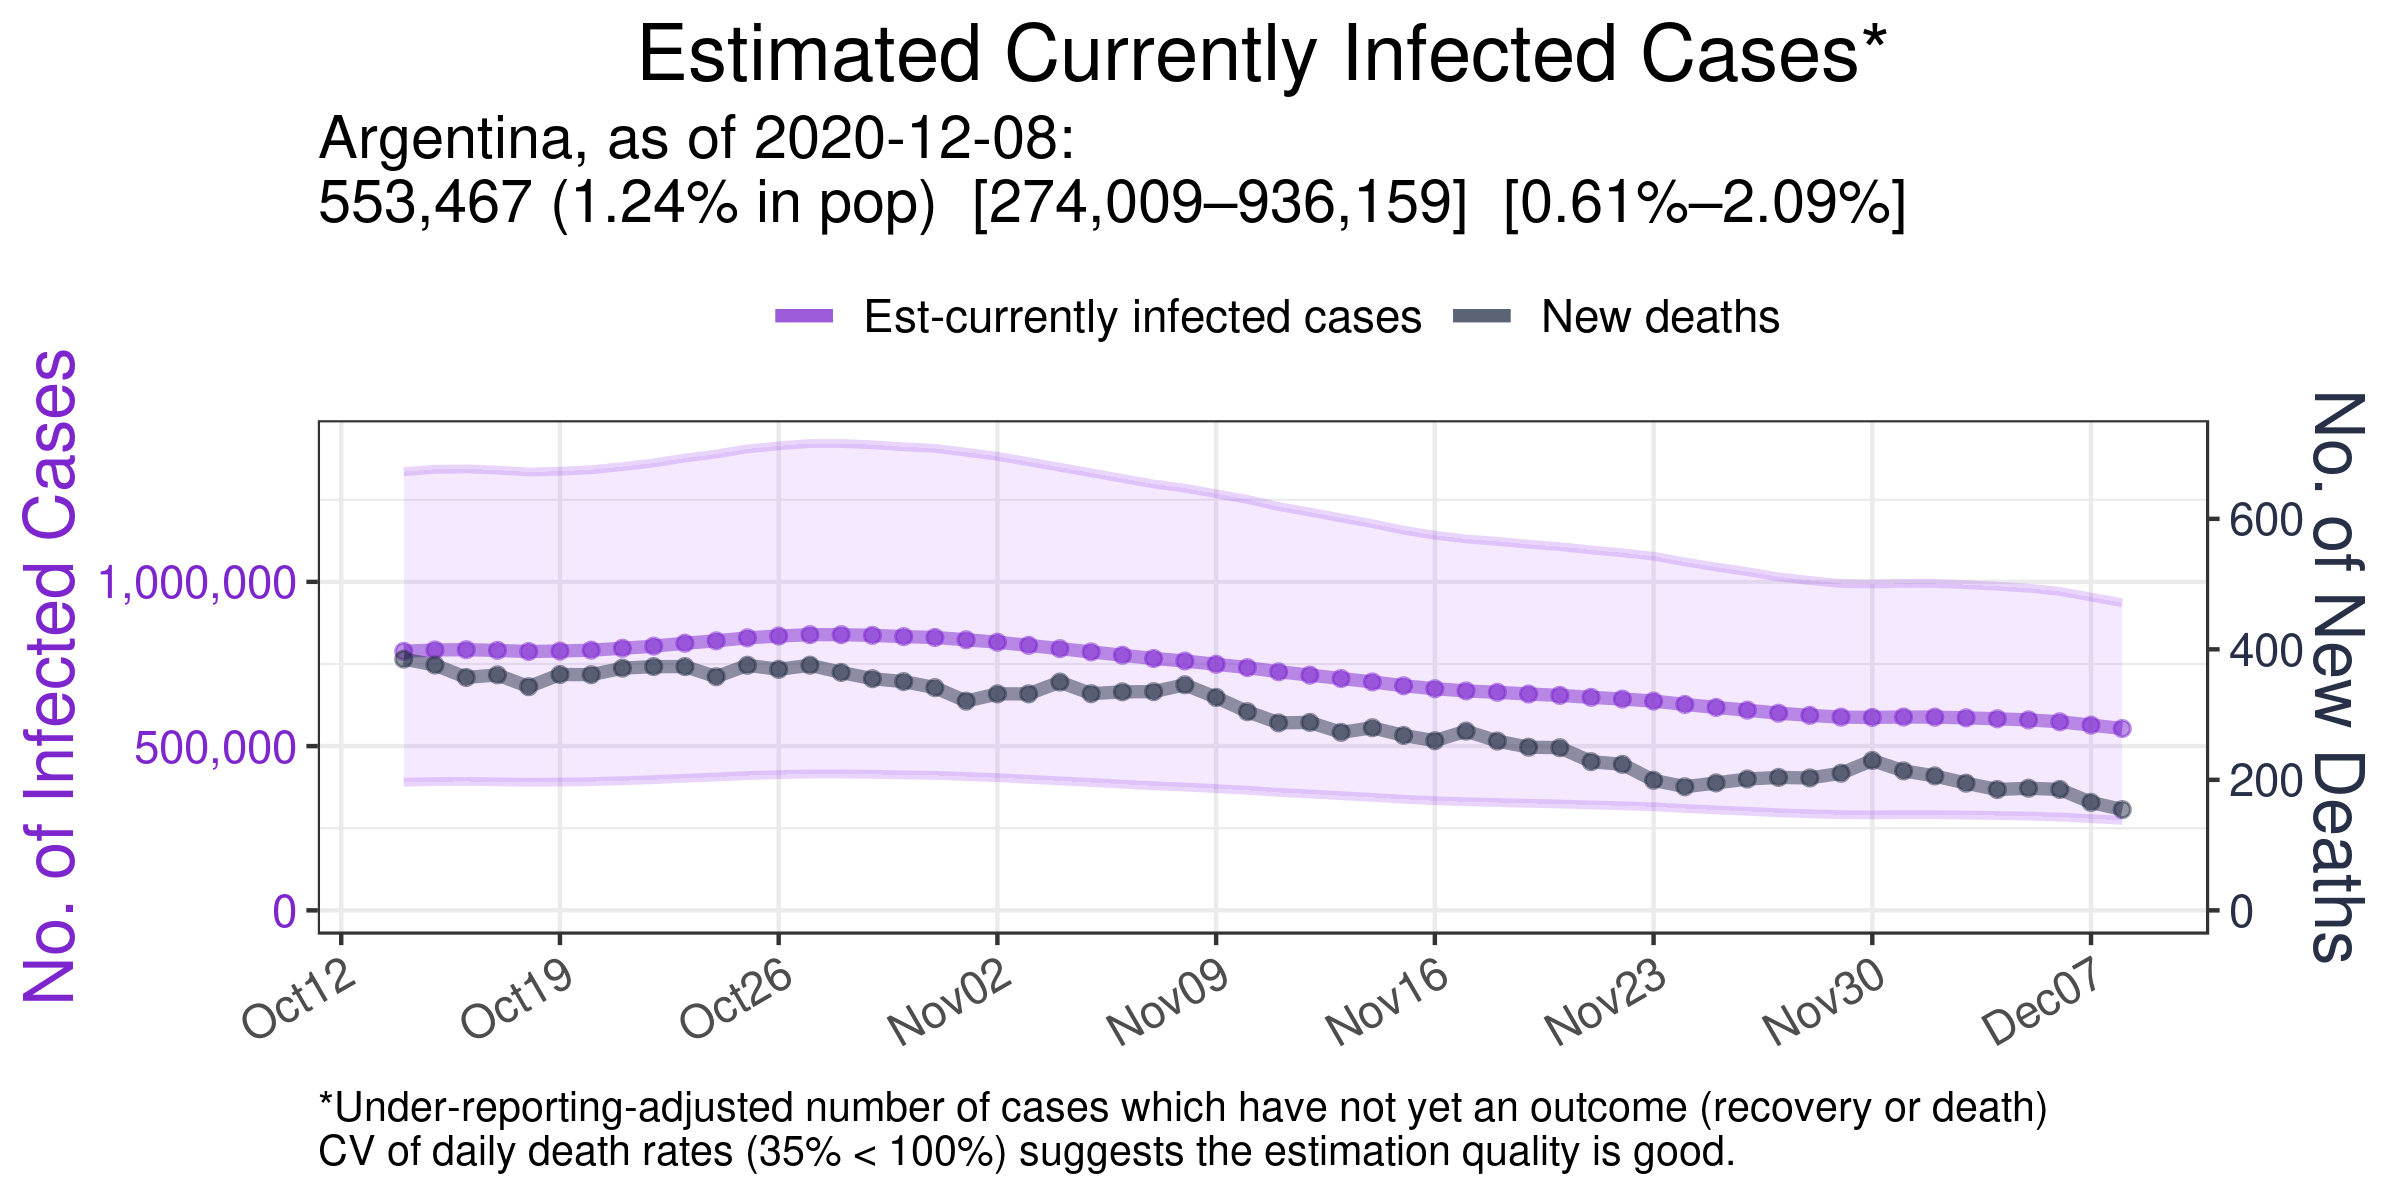 Estimated Currently Infected Cases*
Argentina, as of 2020-12-08:
553,467 (1.24% in pop) [274,009–936,159] [0.61%–2.09%]
Est-currently infected cases
New deaths
No. of Infected Cases
1,000,000
500,000
0
No. of New Deaths
600
400
200
0
Oct12
Oct19
Oct26
Nov02
Nov09
Nov16
Nov23
Nov30
Dec07
*Under-reporting-adjusted number of cases which have not yet an outcome (recovery or death)
CV of daily death rates (35% < 100%) suggests the estimation quality is good.